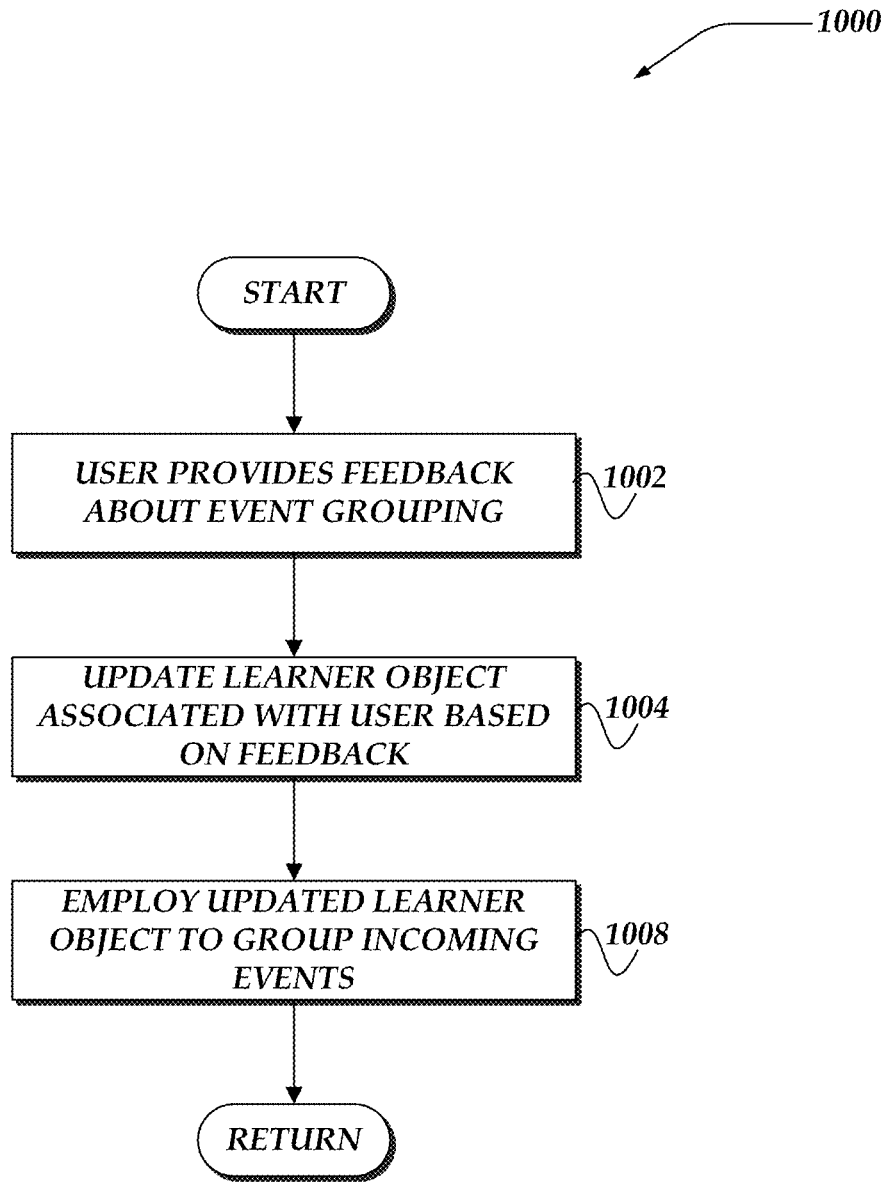 1000
START
USER PROVIDES FEEDBACK
ABOUT EVENT GROUPING
1002
UPDATE LEARNER OBJECT
ASSOCIATED WITH USER BASED
ON FEEDBACK
1004
EMPLOY UPDATED LEARNER
OBJECT TO GROUP INCOMING
EVENTS
1008
RETURN